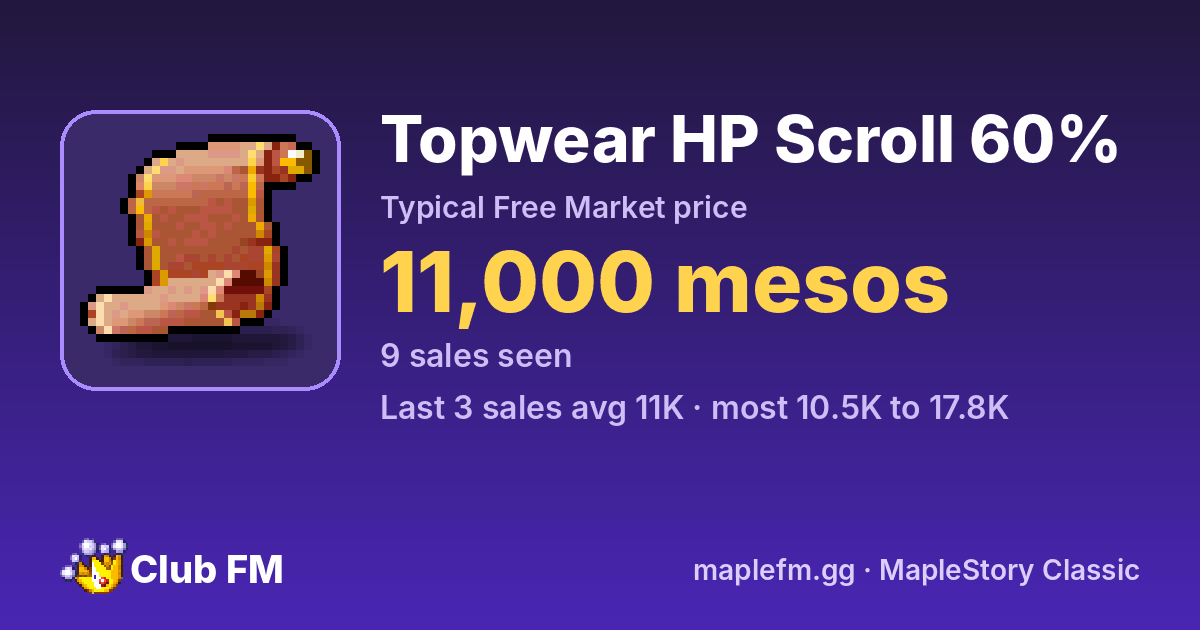 Topwear HP Scroll 60%
Typical Free Market price
11,000 mesos
9 sales seen
Last 3 sales avg 11K · most 10.5K to 17.8K
Club FM
maplefm.gg · MapleStory Classic